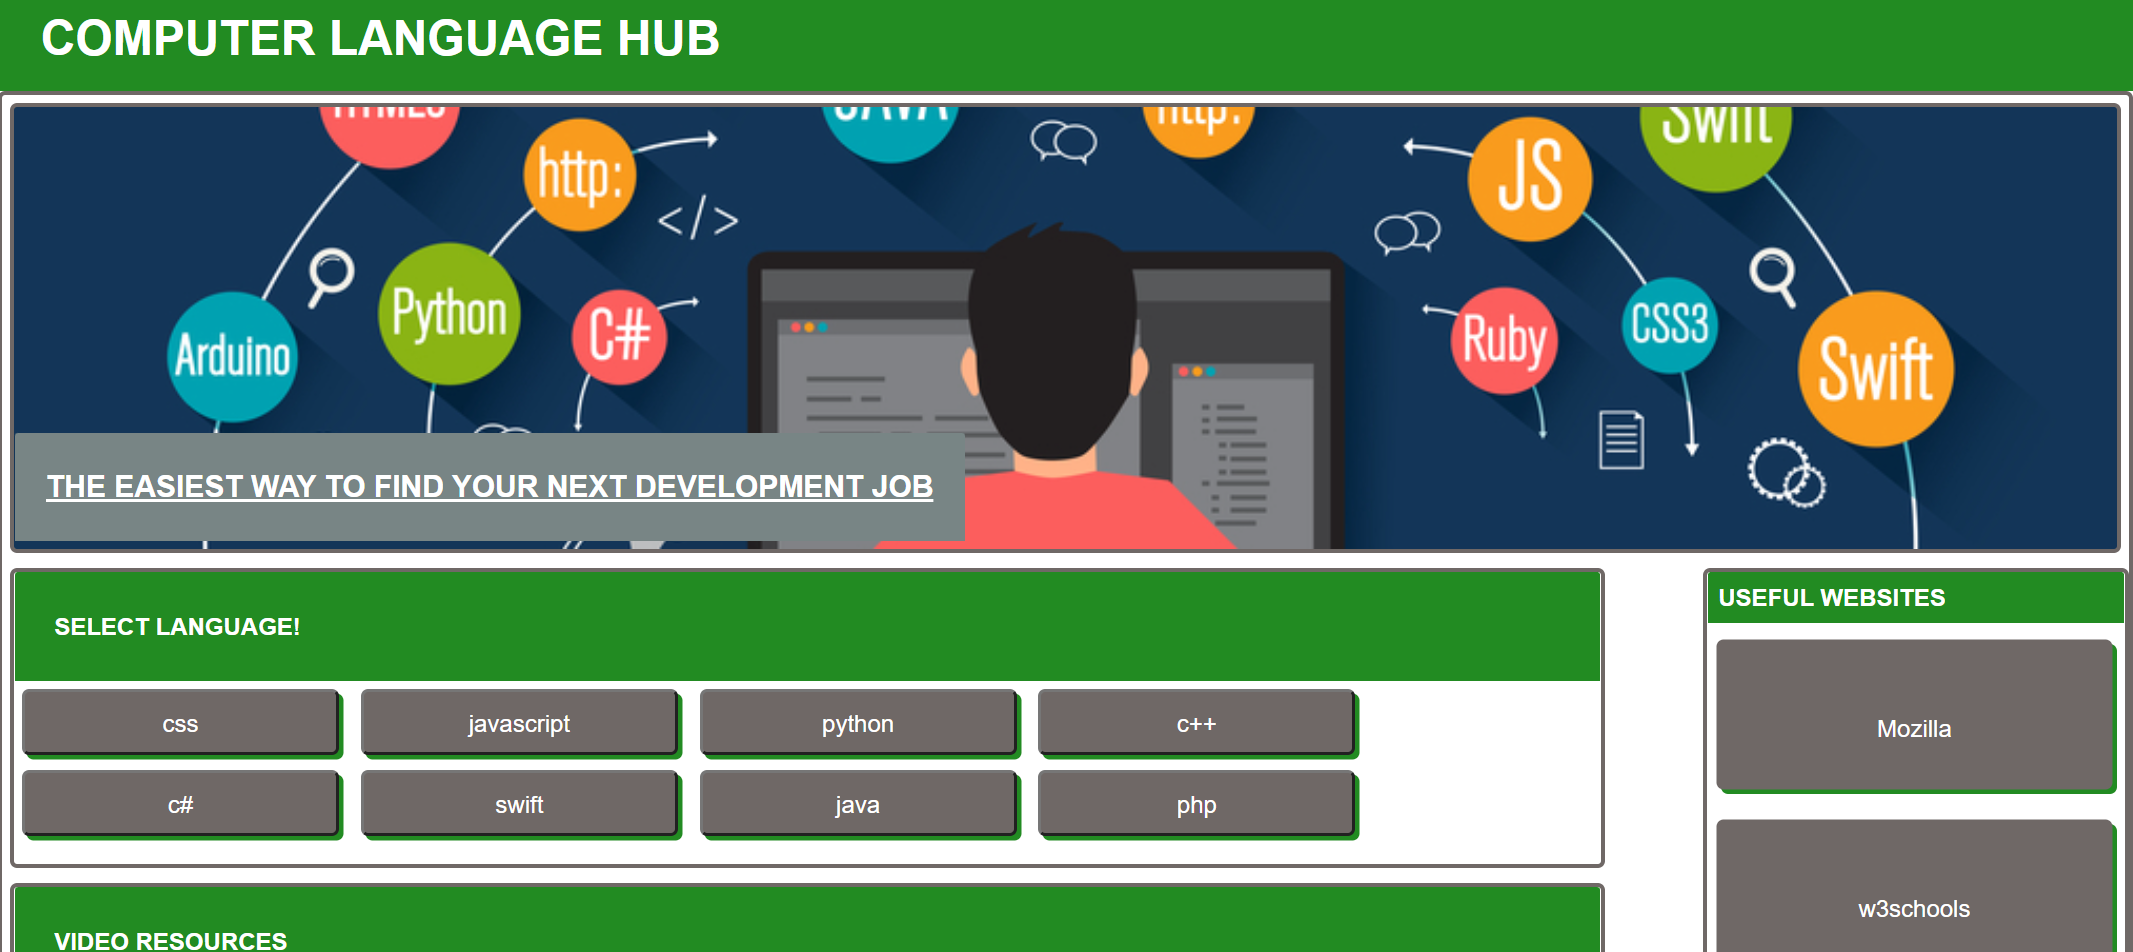 COMPUTER LANGUAGE HUB
HTML5
JAVA
http:
Swift
http:
JS
</>
Python
C#
Arduino
Ruby
CSS3
Swift
THE EASIEST WAY TO FIND YOUR NEXT DEVELOPMENT JOB
SELECT LANGUAGE!
css
javascript
python
c++
c#
swift
java
php
VIDEO RESOURCES
USEFUL WEBSITES
Mozilla
w3schools